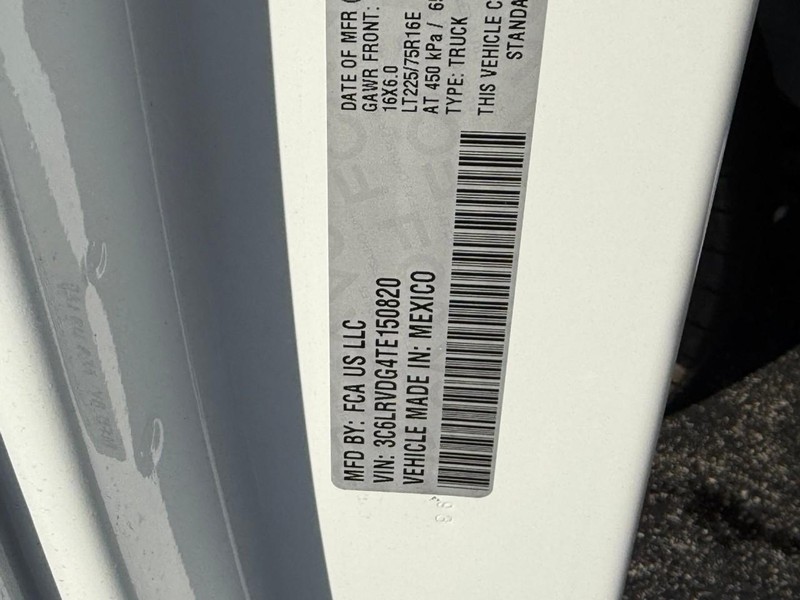 MFD BY: FCA US LLC
VIN: 3C6LRVDG4TE150820
VEHICLE MADE IN: MEXICO
DATE OF MFR
GAWR FRONT:
16X6.0
LT225/75R16E
AT 450 kPa /
TYPE: TRUCK
THIS VEHICLE